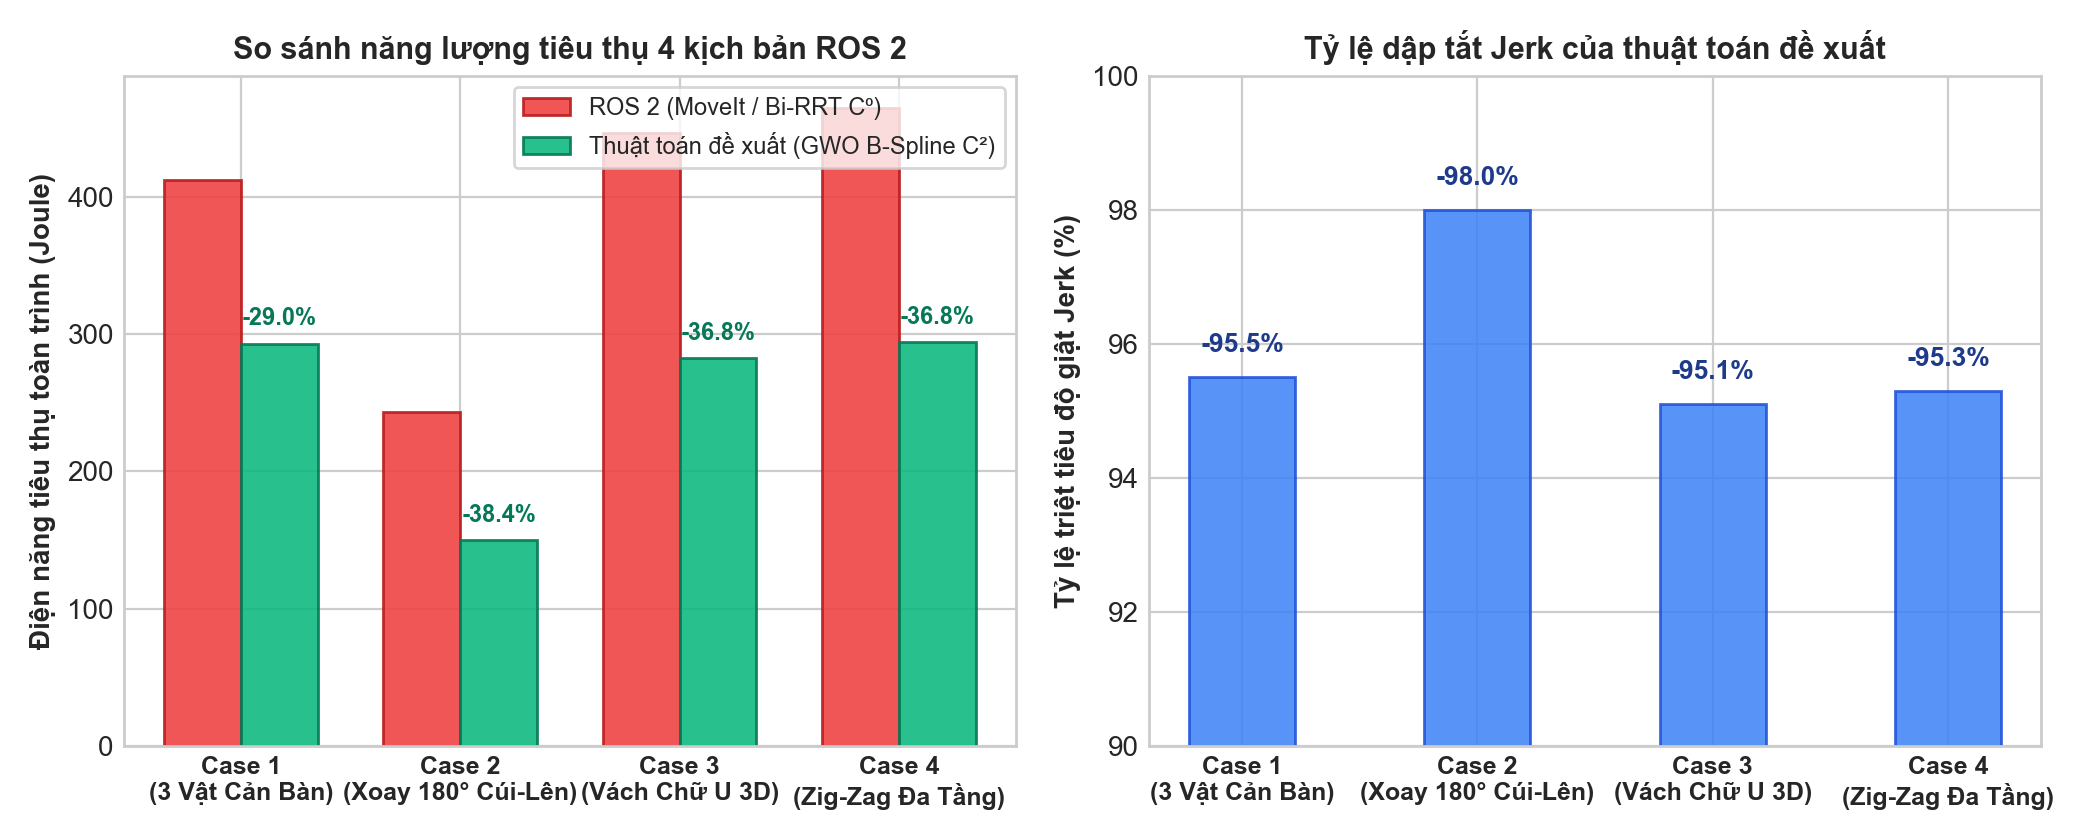 So sánh năng lượng tiêu thụ 4 kịch bản ROS 2
ROS 2 (MoveIt / Bi-RRT C⁰)
Thuật toán đề xuất (GWO B-Spline C²)
Điện năng tiêu thụ toàn trình (Joule)
400
300
200
100
0
-29.0%
-38.4%
-36.8%
-36.8%
Case 1
(3 Vật Cản Bàn)
Case 2
(Xoay 180° Cúi-Lên)
Case 3
(Vách Chữ U 3D)
Case 4
(Zig-Zag Đa Tầng)
Tỷ lệ dập tắt Jerk của thuật toán đề xuất
Tỷ lệ triệt tiêu độ giật Jerk (%)
100
98
96
94
92
90
-95.5%
-98.0%
-95.1%
-95.3%
Case 1
(3 Vật Cản Bàn)
Case 2
(Xoay 180° Cúi-Lên)
Case 3
(Vách Chữ U 3D)
Case 4
(Zig-Zag Đa Tầng)